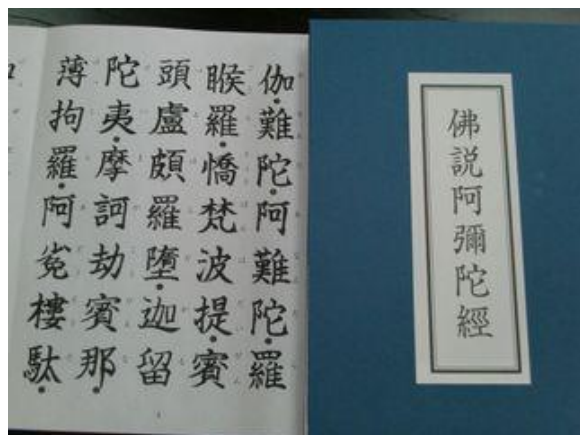 佛説阿彌陀經
伽難陀阿難陀羅
睺羅憍梵波提賓
頭盧頗羅墮迦留
陀夷摩訶劫賓那
薄拘羅阿㝹樓駄